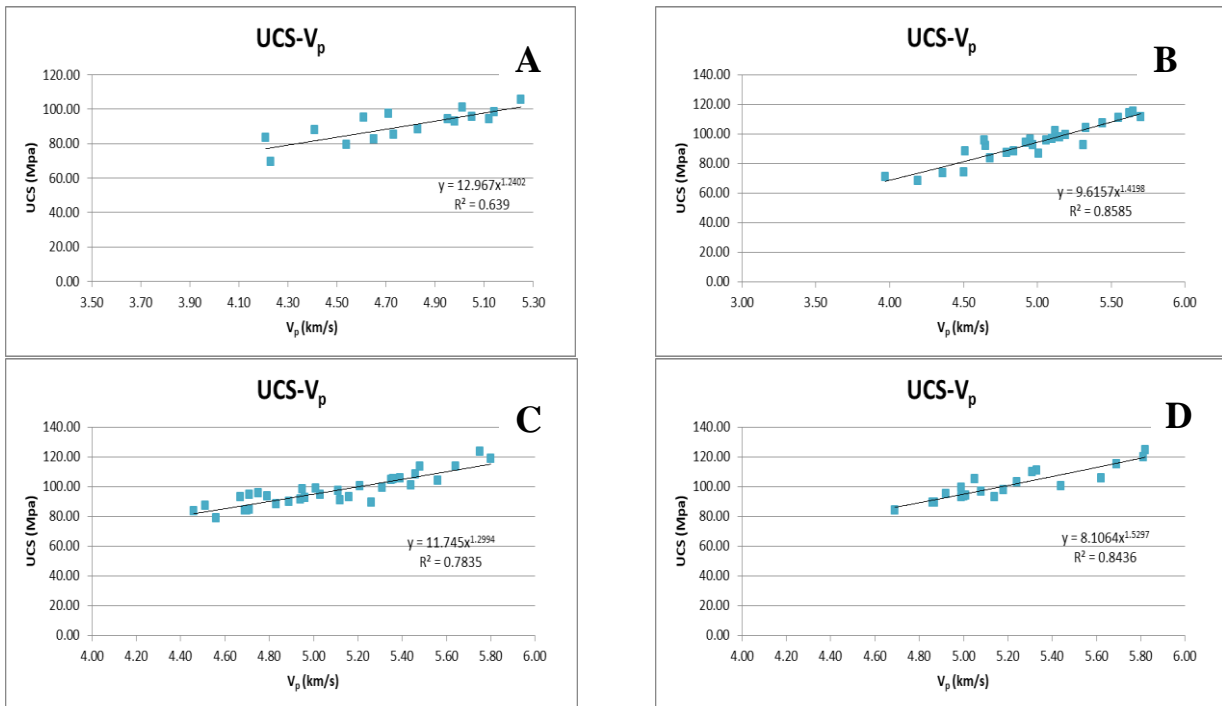 UCS-Vp
A
120.00
100.00
80.00
60.00
40.00
20.00
0.00
UCS (Mpa)
y = 12.967x^1.2402
R² = 0.639
3.50 3.70 3.90 4.10 4.30 4.50 4.70 4.90 5.10 5.30
Vp (km/s)
UCS-Vp
B
140.00
120.00
100.00
80.00
60.00
40.00
20.00
0.00
UCS (Mpa)
y = 9.6157x^1.4198
R² = 0.8585
3.00 3.50 4.00 4.50 5.00 5.50 6.00
Vp (km/s)
UCS-Vp
C
140.00
120.00
100.00
80.00
60.00
40.00
20.00
0.00
UCS (Mpa)
y = 11.745x^1.2994
R² = 0.7835
4.00 4.20 4.40 4.60 4.80 5.00 5.20 5.40 5.60 5.80 6.00
Vp (km/s)
UCS-Vp
D
140.00
120.00
100.00
80.00
60.00
40.00
20.00
0.00
UCS (Mpa)
y = 8.1064x^1.5297
R² = 0.8436
4.00 4.20 4.40 4.60 4.80 5.00 5.20 5.40 5.60 5.80 6.00
Vp (km/s)